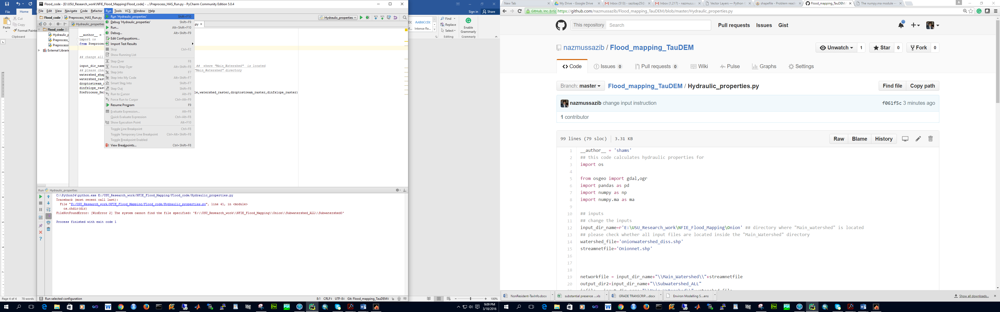 File Home
Sign in Share
Paste
Cut
Copy
Format Painte
Clipboard
Find
Replace
Select
Editing
Enable
Grammarly
Grammarly
AABBCCDC
Intense Re...
Flood_code - [E:\USU_Research_work\NFIE_Flood_Mapping\Flood_code] - ...\Preprocess_HAS_Run.py - PyCharm Community Edition 5.0.4
File Edit View Navigate Code Refactor Run Tools VCS Window Help
Flood_code Preprocess_HAS_Run.py
Hydraulic_properties
Flood_code
Hydraulic_p
Preprocess_
Preprocessi
External Librarie
Hydraulic_properties
.py
Run 'Hydraulic_properties' Shift+F10
Debug 'Hydraulic_properties' Shift+F9
Run... Alt+Shift+F10
Debug... Alt+Shift+F9
Edit Configurations...
Import Test Results
Stop Ctrl+F2
Show Running List
Step Over F8
Force Step Over Alt+Shift+F8
Step Into F7
Step Into My Code Alt+Shift+F7
Smart Step Into Shift+F7
Step Out Shift+F8
Run to Cursor Alt+F9
Force Run to Cursor Ctrl+Alt+F9
Resume Program F9
Evaluate Expression... Alt+F8
Quick Evaluate Expression Ctrl+Alt+F8
Show Execution Point Alt+F10
Toggle Line Breakpoint Ctrl+F8
Toggle Temporary Line Breakpoint Ctrl+Alt+Shift+F8
Toggle Breakpoint Enabled
View Breakpoints... Ctrl+Shift+F8
__author__ =
import os
from Preproces
## change all
input_dir_name ## where "Main_Watershed" is located
## please chec "Main_Watershed" directory
watershed_shap
watershed_rast
droptostream_r
dinfslope_rast
PreProcess_Hei le,watershed_raster,droptostream_raster,dinfslope_raster)
Run Hydraulic_properties
C:\Python34\python.exe E:/USU_Research_work/NFIE_Flood_Mapping/Flood_code/Hydraulic_properties.py
Traceback (most recent call last):
File "E:/USU_Research_work/NFIE_Flood_Mapping/Flood_code/Hydraulic_properties.py", line 41, in <module>
os.chdir(dir)
FileNotFoundError: [WinError 2] The system cannot find the file specified: 'E:\\USU_Research_work\\NFIE_Flood_Mapping\\Onion\\Subwatershed_ALL\\Subwatershed0'
Process finished with exit code 1
Run selected configuration 8:1 CRLF UTF-8 Git: Flood_mapping_TauDEM
Page 4 of 4 78 words
100%
9:09 PM
3/18/2016
New Tab My Drive - Google Drive Inbox (513) - sazibap25@ Inbox (1,217) - nazmus.s Vector Layers — Python G shapefile - Problem readi Flood_mapping_TauDEM/ The numpy.ma module —
GitHub, Inc. [US] https://github.com/nazmussazib/Flood_mapping_TauDEM/blob/master/Hydraulic_properties.py
This repository Search Pull requests Issues Gist
nazmussazib / Flood_mapping_TauDEM
Unwatch 1 Star 0 Fork 0
Code Issues 0 Pull requests 0 Wiki Pulse Graphs Settings
Branch: master Flood_mapping_TauDEM / Hydraulic_properties.py Find file Copy path
nazmussazib change input instruction f061f5c 3 minutes ago
1 contributor
99 lines (79 sloc) 3.31 KB Raw Blame History
1 __author__ = 'shams'
2 ## this code calculates hydraulic properties for
3 import os
4
5 from osgeo import gdal,ogr
6 import pandas as pd
7 import numpy as np
8 import numpy.ma as ma
9
10 ## inputs
11 ## change the inputs
12 input_dir_name=r'E:\USU_Research_work\NFIE_Flood_Mapping\Onion' ## directory where "Main_watershed" is located
13 ## please check whether all input files are located inside the "Main_Watershed" directory
14 watershed_file='onionwatershed_diss.shp'
15 streamnetfile='Onionnet.shp'
16
17
18
19 networkfile = input_dir_name+"\\Main_Watershed\\"+streamnetfile
20 output_dir2=input_dir_name+"\\Subwatershed_ALL"
NonResident-TaxInfo.docx substantial presence ....xls GRADE TRANSCRIP....docx Environ Modelling S....ens Show all downloads...